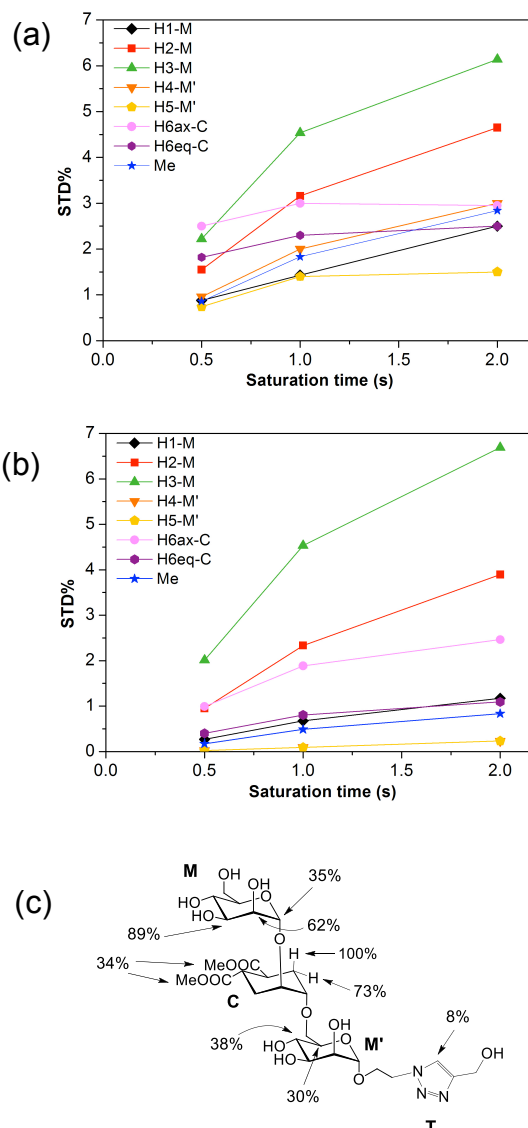 (a)
7
6
5
4
3
2
1
0
STD%
H1-M
H2-M
H3-M
H4-M'
H5-M'
H6ax-C
H6eq-C
Me
0.0 0.5 1.0 1.5 2.0
Saturation time (s)
(b)
7
6
5
4
3
2
1
0
STD%
H1-M
H2-M
H3-M
H4-M'
H5-M'
H6ax-C
H6eq-C
Me
0.0 0.5 1.0 1.5 2.0
Saturation time (s)
(c)
M
35%
HO OH
HO O
HO
89% 62%
O H 100%
34% MeOOC H
MeOOC 73%
C
O
38% OH M' 8%
HO O
HO
30% O N OH
N N
T